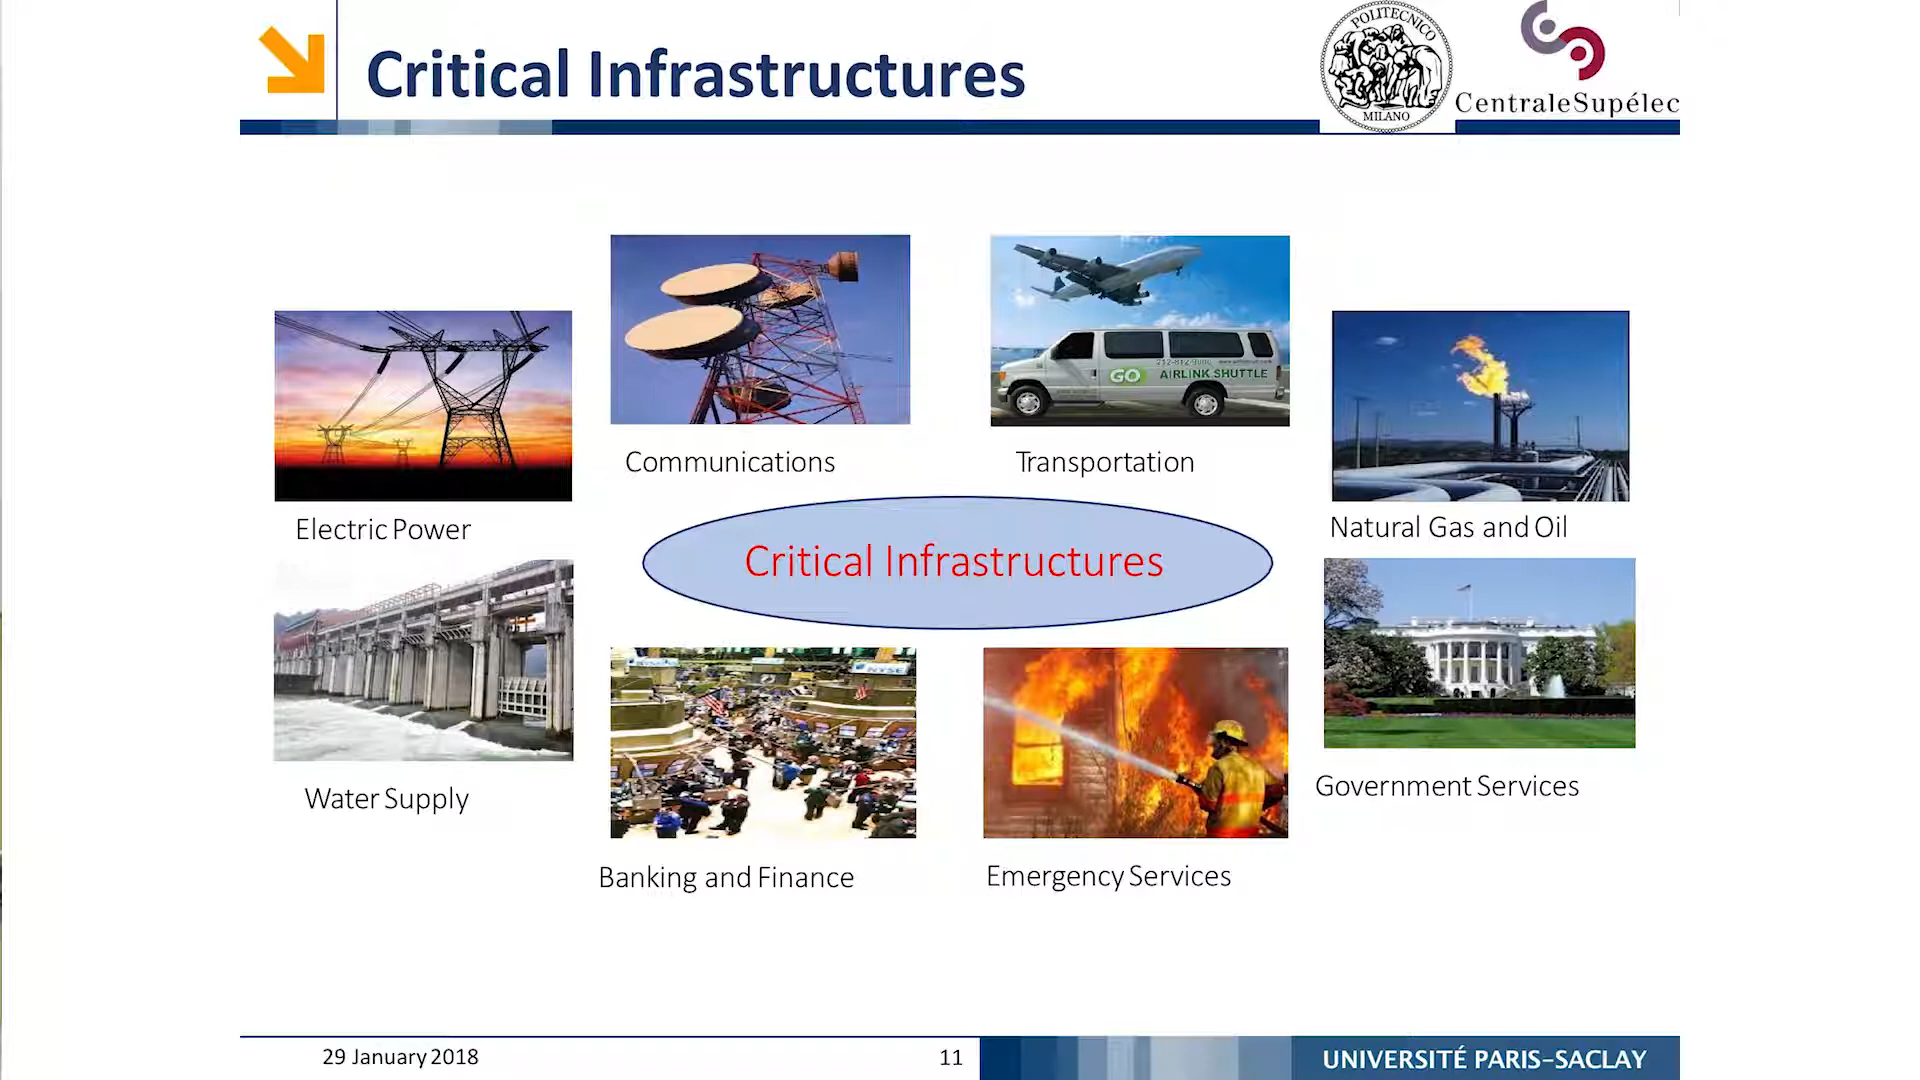 Critical Infrastructures
POLITECNICO
MILANO
CentraleSupélec
Communications
GO AIRLINK SHUTTLE
Transportation
Electric Power
Natural Gas and Oil
Critical Infrastructures
NYSE
Water Supply
Government Services
Banking and Finance
Emergency Services
29 January 2018
11
UNIVERSITÉ PARIS-SACLAY